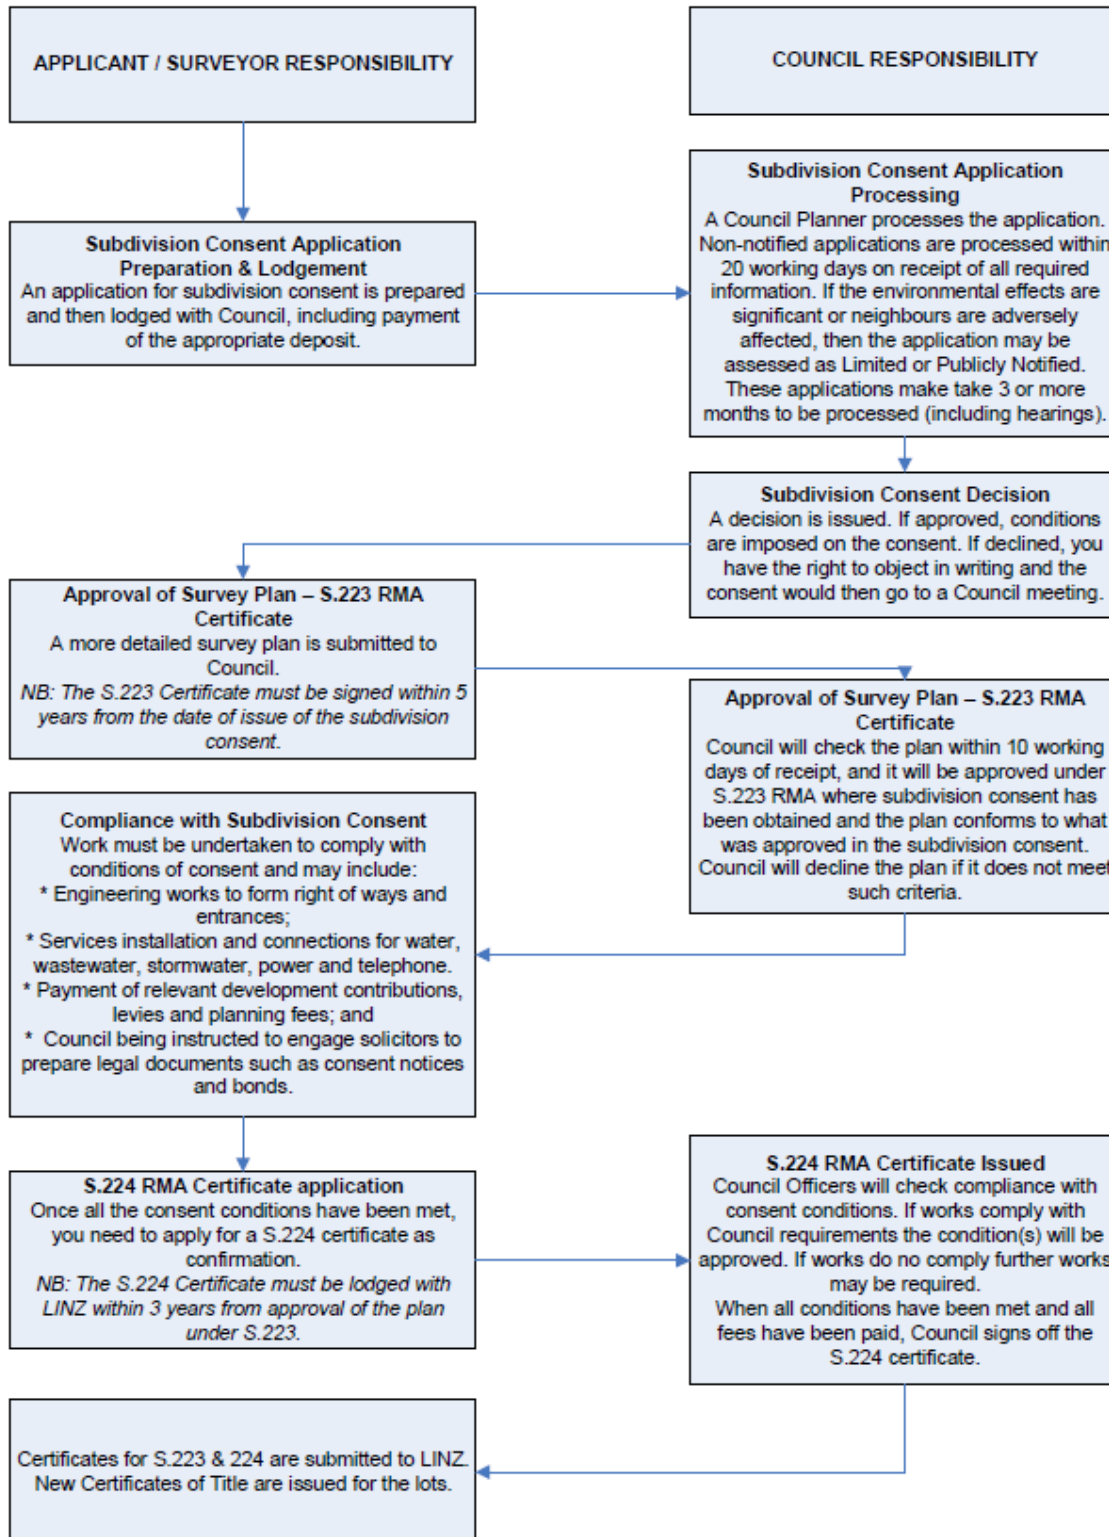 APPLICANT / SURVEYOR RESPONSIBILITY
COUNCIL RESPONSIBILITY
Subdivision Consent Application
Preparation & Lodgement
An application for subdivision consent is prepared
and then lodged with Council, including payment
of the appropriate deposit.
Subdivision Consent Application
Processing
A Council Planner processes the application.
Non-notified applications are processed within
20 working days on receipt of all required
information. If the environmental effects are
significant or neighbours are adversely
affected, then the application may be
assessed as Limited or Publicly Notified.
These applications make take 3 or more
months to be processed (including hearings).
Subdivision Consent Decision
A decision is issued. If approved, conditions
are imposed on the consent. If declined, you
have the right to object in writing and the
consent would then go to a Council meeting.
Approval of Survey Plan – S.223 RMA
Certificate
A more detailed survey plan is submitted to
Council.
NB: The S.223 Certificate must be signed within 5
years from the date of issue of the subdivision
consent.
Approval of Survey Plan – S.223 RMA
Certificate
Council will check the plan within 10 working
days of receipt, and it will be approved under
S.223 RMA where subdivision consent has
been obtained and the plan conforms to what
was approved in the subdivision consent.
Council will decline the plan if it does not meet
such criteria.
Compliance with Subdivision Consent
Work must be undertaken to comply with
conditions of consent and may include:
* Engineering works to form right of ways and
entrances;
* Services installation and connections for water,
wastewater, stormwater, power and telephone.
* Payment of relevant development contributions,
levies and planning fees; and
* Council being instructed to engage solicitors to
prepare legal documents such as consent notices
and bonds.
S.224 RMA Certificate application
Once all the consent conditions have been met,
you need to apply for a S.224 certificate as
confirmation.
NB: The S.224 Certificate must be lodged with
LINZ within 3 years from approval of the plan
under S.223.
S.224 RMA Certificate Issued
Council Officers will check compliance with
consent conditions. If works comply with
Council requirements the condition(s) will be
approved. If works do no comply further works
may be required.
When all conditions have been met and all
fees have been paid, Council signs off the
S.224 certificate.
Certificates for S.223 & 224 are submitted to LINZ.
New Certificates of Title are issued for the lots.